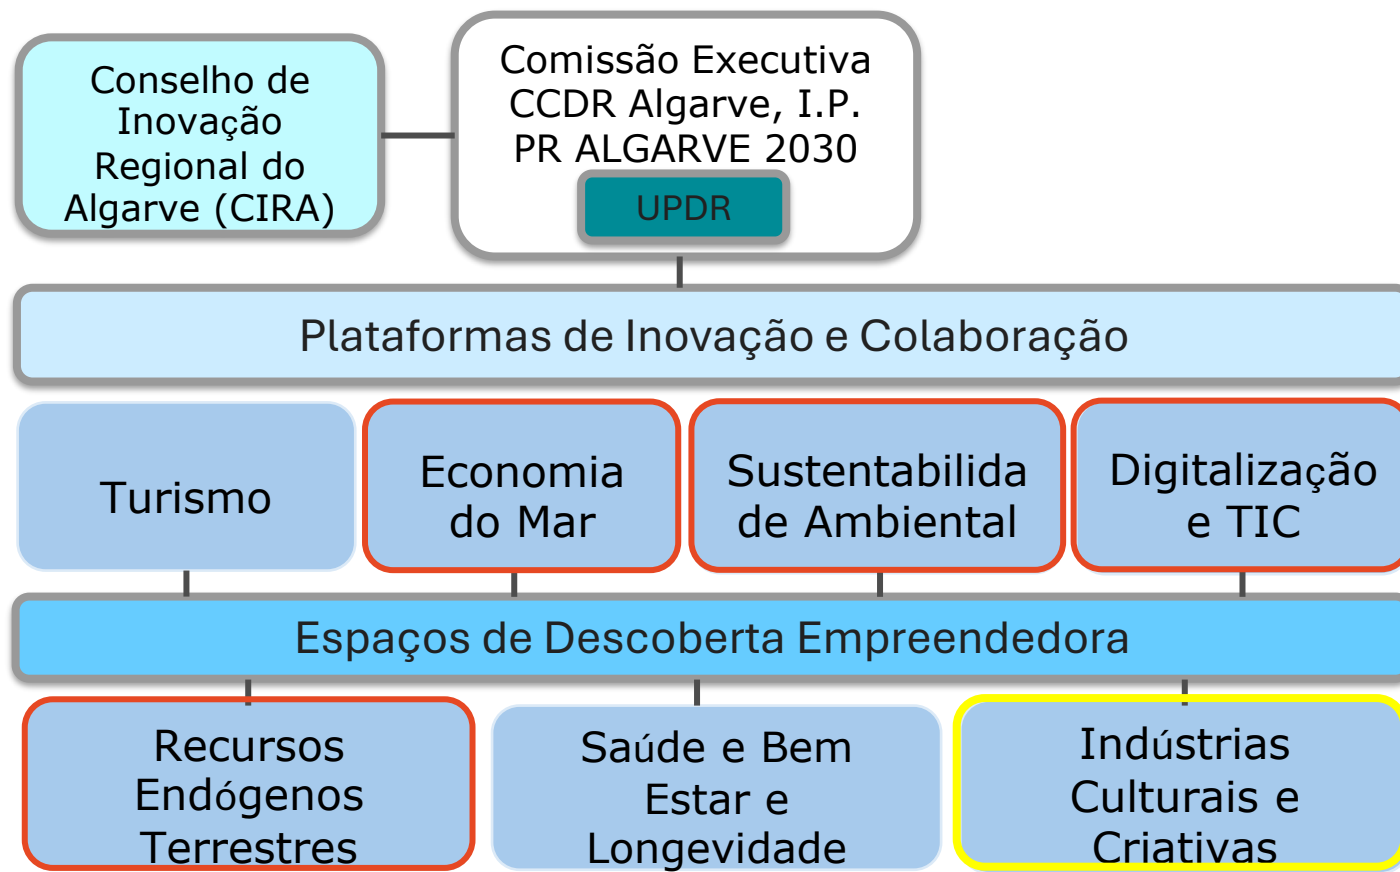 Conselho de
Inovação
Regional do
Algarve (CIRA)
Comissão Executiva
CCDR Algarve, I.P.
PR ALGARVE 2030
UPDR
Plataformas de Inovação e Colaboração
Turismo
Economia
do Mar
Sustentabilida
de Ambiental
Digitalização
e TIC
Espaços de Descoberta Empreendedora
Recursos
Endógenos
Terrestres
Saúde e Bem
Estar e
Longevidade
Indústrias
Culturais e
Criativas